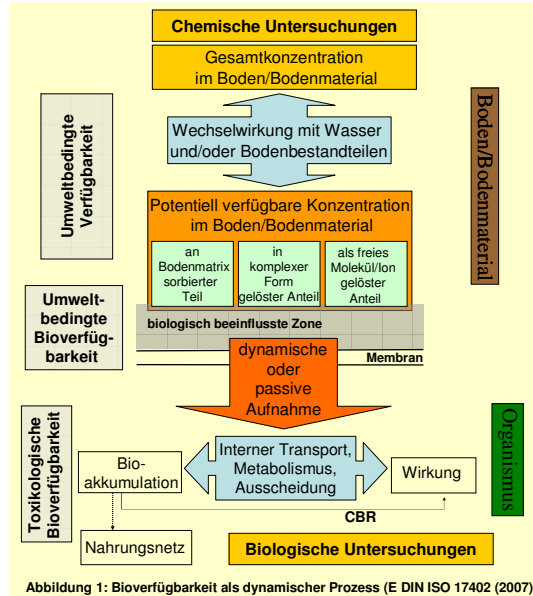 Chemische Untersuchungen
Gesamtkonzentration
im Boden/Bodenmaterial
Umweltbedingte
Verfügbarkeit
Wechselwirkung mit Wasser
und/oder Bodenbestandteilen
Boden/Bodenmaterial
Potentiell verfügbare Konzentration
im Boden/Bodenmaterial
an
Bodenmatrix
sorbierter
Teil
in
komplexer
Form
gelöster Anteil
als freies
Molekül/Ion
gelöster
Anteil
Umwelt-
bedingte
Bioverfüg-
barkeit
biologisch beeinflusste Zone
Membran
dynamische
oder
passive
Aufnahme
Toxikologische
Bioverfügbarkeit
Bio-
akkumulation
Interner Transport,
Metabolismus,
Ausscheidung
Wirkung
Organismus
CBR
Nahrungsnetz
Biologische Untersuchungen
Abbildung 1: Bioverfügbarkeit als dynamischer Prozess (E DIN ISO 17402 (2007)